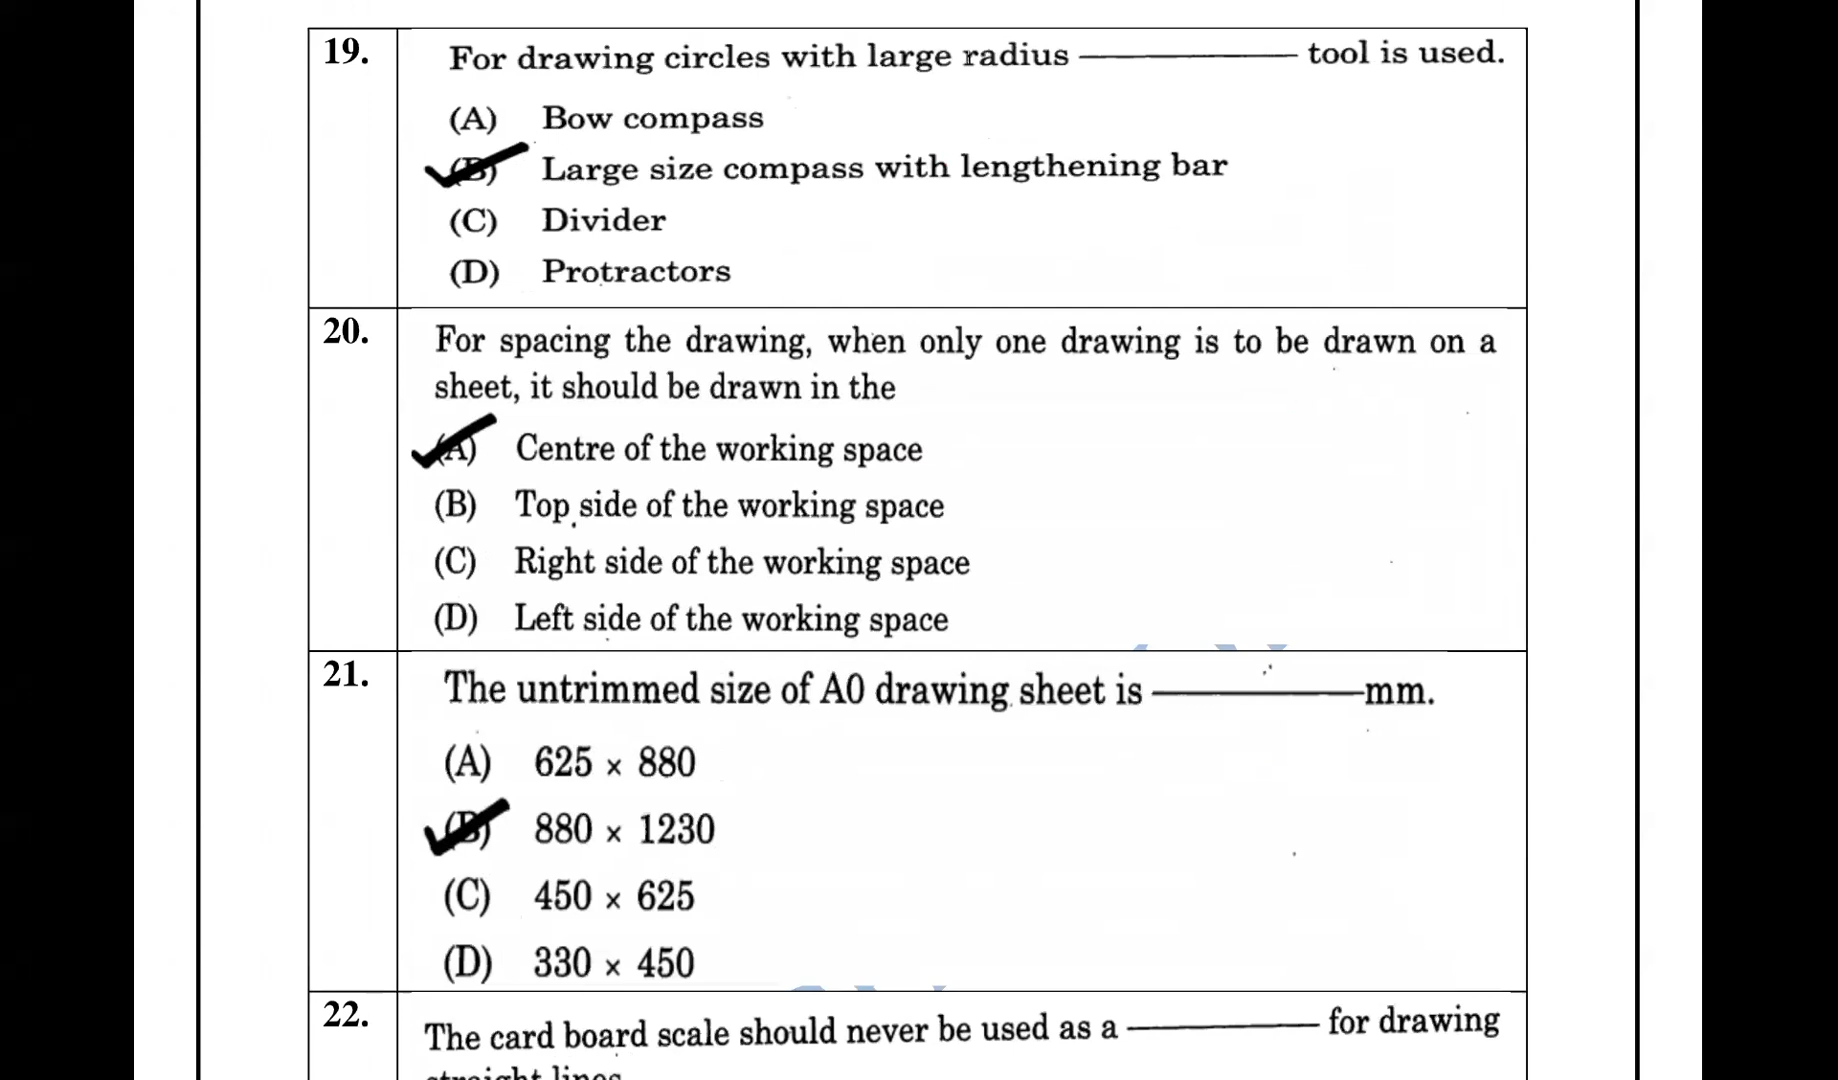 19.
For drawing circles with large radius ———— tool is used.
(A) Bow compass
(B) Large size compass with lengthening bar
(C) Divider
(D) Protractors
20.
For spacing the drawing, when only one drawing is to be drawn on a
sheet, it should be drawn in the
(A) Centre of the working space
(B) Top side of the working space
(C) Right side of the working space
(D) Left side of the working space
21.
The untrimmed size of A0 drawing sheet is ————mm.
(A) 625 × 880
(B) 880 × 1230
(C) 450 × 625
(D) 330 × 450
22.
The card board scale should never be used as a ———— for drawing
straight lines